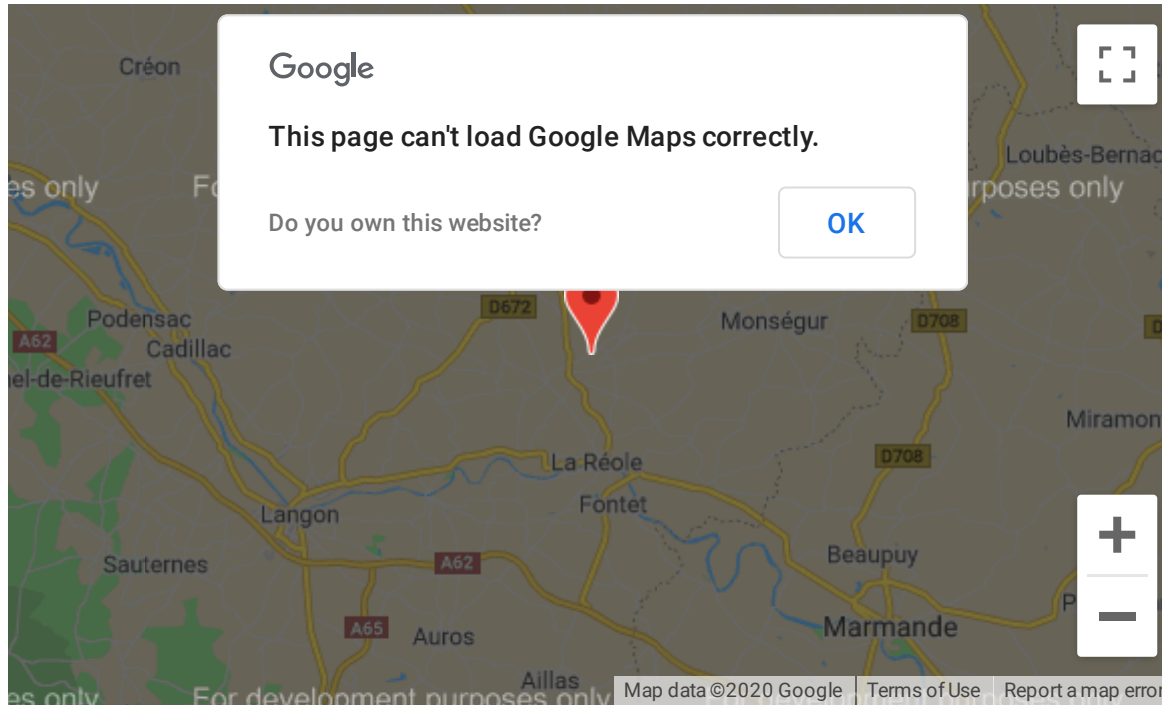 Google
This page can't load Google Maps correctly.
Do you own this website?
OK
Créon
Loubès-Bernac
es only
Fo
rposes only
D672
Monségur
D708
D
Podensac
A62
Cadillac
el-de-Rieufret
Miramon
La Réole
D708
Fontet
Langon
Beaupuy
Sauternes
A62
P
Marmande
A65
Auros
Aillas
es only
For development purposes only
Map data ©2020 Google
Terms of Use
Report a map error